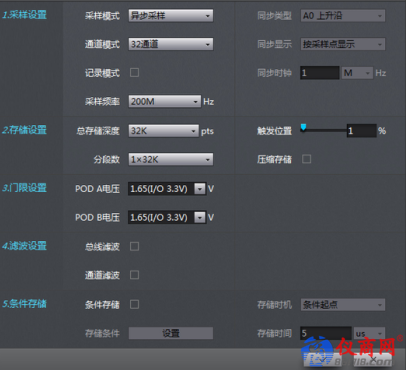 1.采样设置 采样模式 异步采样 同步类型 A0 上升沿
通道模式 32通道 同步显示 按采样点显示
记录模式 同步时钟 1 M Hz
采样频率 200M Hz
2.存储设置 总存储深度 32K pts 触发位置 1 %
分段数 1×32K 压缩存储
3.门限设置 POD A电压 1.65(I/O 3.3V) V
POD B电压 1.65(I/O 3.3V) V
4.滤波设置 总线滤波
通道滤波
5.条件存储 条件存储 存储时机 条件起点
存储条件 设置 存储时间 5 us
仪商网